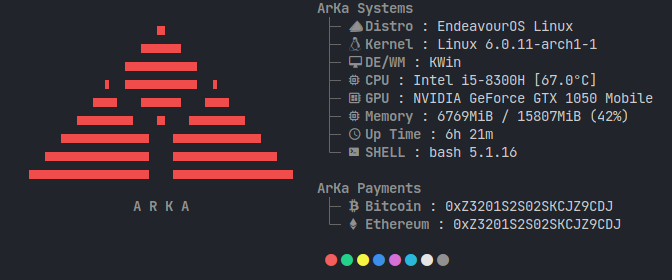 ArKa Systems
Distro : EndeavourOS Linux
Kernel : Linux 6.0.11-arch1-1
DE/WM : KWin
CPU : Intel i5-8300H [67.0°C]
GPU : NVIDIA GeForce GTX 1050 Mobile
Memory : 6769MiB / 15807MiB (42%)
Up Time : 6h 21m
SHELL : bash 5.1.16
ArKa Payments
Bitcoin : 0xZ3201S2S02SKCJZ9CDJ
Ethereum : 0xZ3201S2S02SKCJZ9CDJ
A R K A